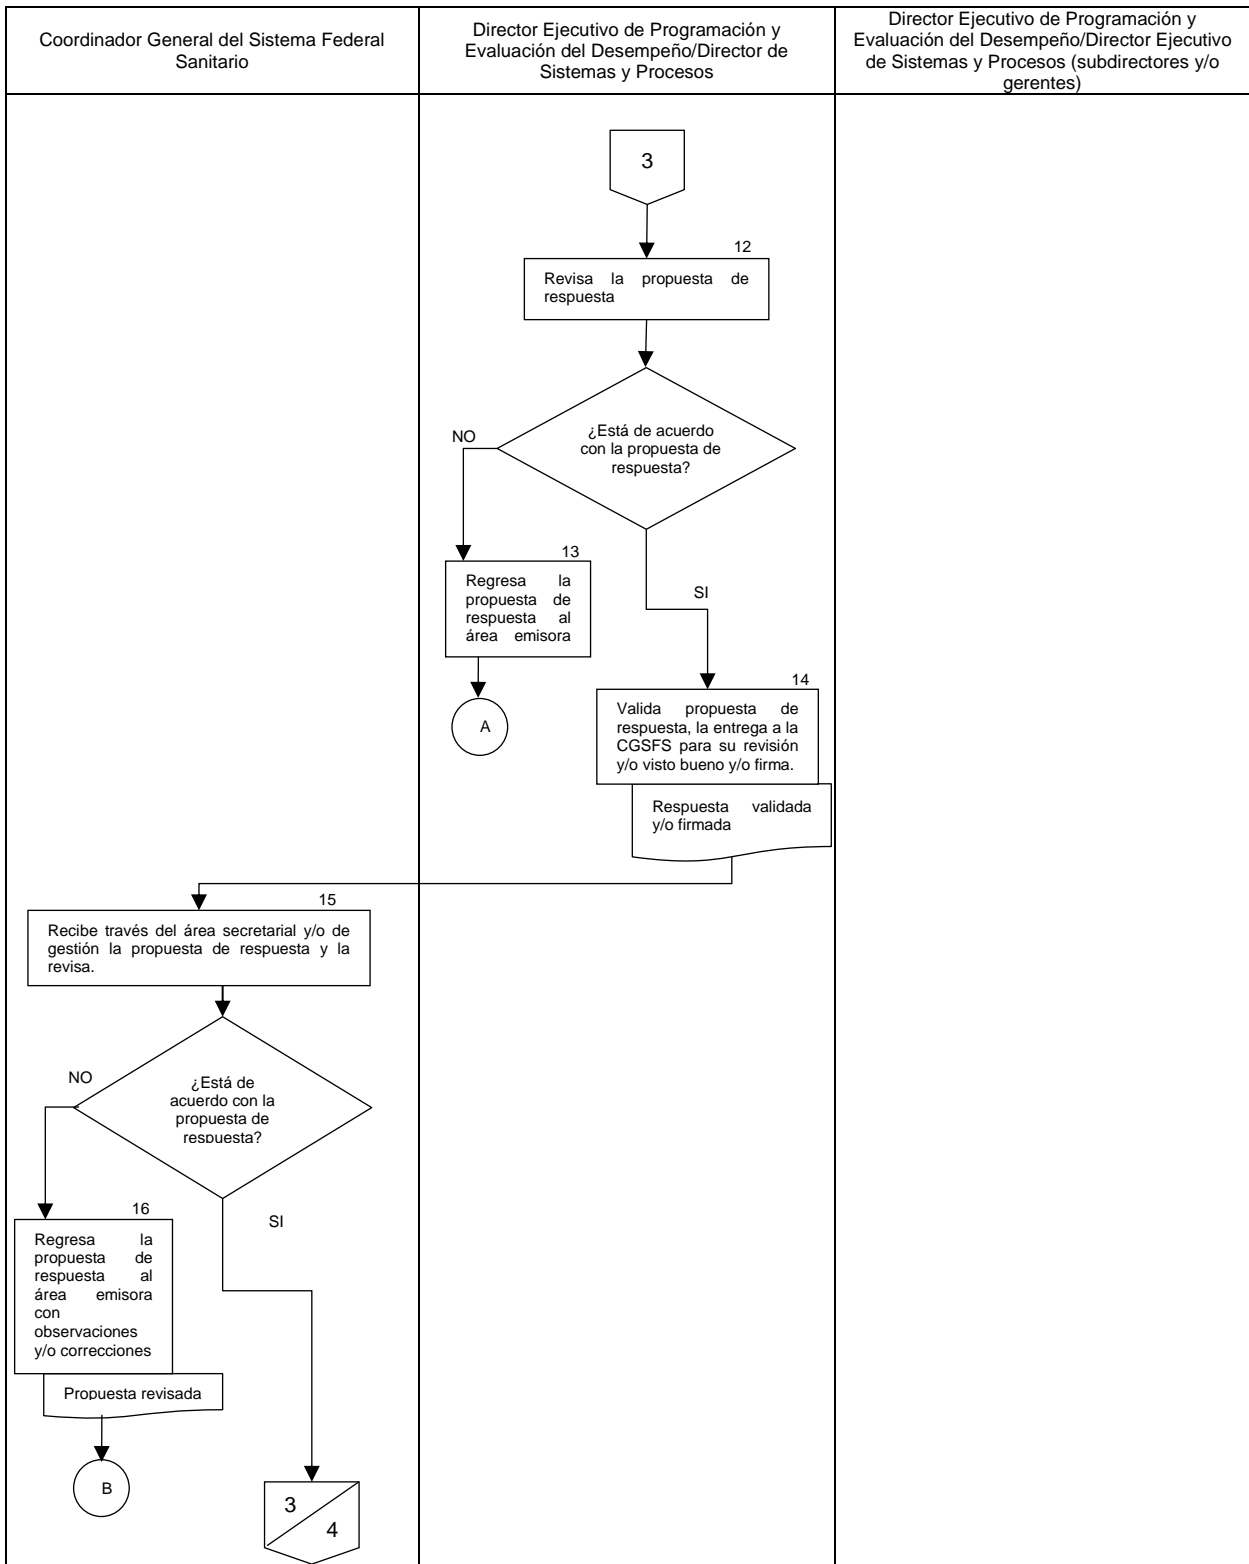 Coordinador General del Sistema Federal
Sanitario
Director Ejecutivo de Programación y
Evaluación del Desempeño/Director de
Sistemas y Procesos
Director Ejecutivo de Programación y
Evaluación del Desempeño/Director Ejecutivo
de Sistemas y Procesos (subdirectores y/o
gerentes)
3
12
Revisa la propuesta de
respuesta
¿Está de acuerdo
con la propuesta de
respuesta?
NO
13
Regresa la
propuesta de
respuesta al
área emisora
SI
A
14
Valida propuesta de
respuesta, la entrega a la
CGSFS para su revisión
y/o visto bueno y/o firma.
Respuesta validada
y/o firmada
15
Recibe través del área secretarial y/o de
gestión la propuesta de respuesta y la
revisa.
NO
¿Está de
acuerdo con la
propuesta de
respuesta?
16
SI
Regresa la
propuesta de
respuesta al
área emisora
con
observaciones
y/o correcciones
Propuesta revisada
B
3
4